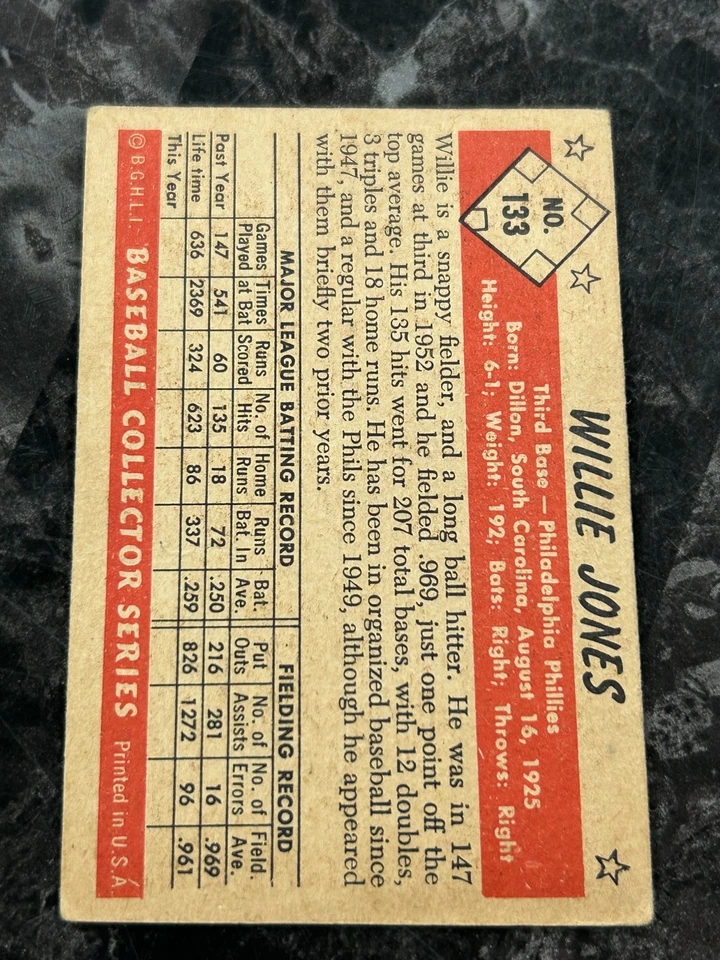 WILLIE JONES
NO.
133
Third Base — Philadelphia Phillies
Born: Dillon, South Carolina, August 16, 1925
Height: 6-1; Weight: 192; Bats: Right; Throws: Right
Willie is a snappy fielder, and a long ball hitter. He was in 147
games at third in 1952 and he fielded .969, just one point off the
top average. His 135 hits went for 207 total bases, with 12 doubles,
3 triples and 18 home runs. He has been in organized baseball since
1947, and a regular with the Phils since 1949, although he appeared
with them briefly two prior years.
MAJOR LEAGUE BATTING RECORD FIELDING RECORD
Games Times Runs No. of Home Runs Bat. Put No. of No. of Field.
Played at Bat Scored Hits Runs Bat. In Ave. Outs Assists Errors Ave.
Past Year 147 541 60 135 18 72 .250 216 281 16 .969
Life time 636 2369 324 623 86 337 .259 826 1272 96 .961
This Year
© B.G.H.L.I. BASEBALL COLLECTOR SERIES Printed in U.S.A.